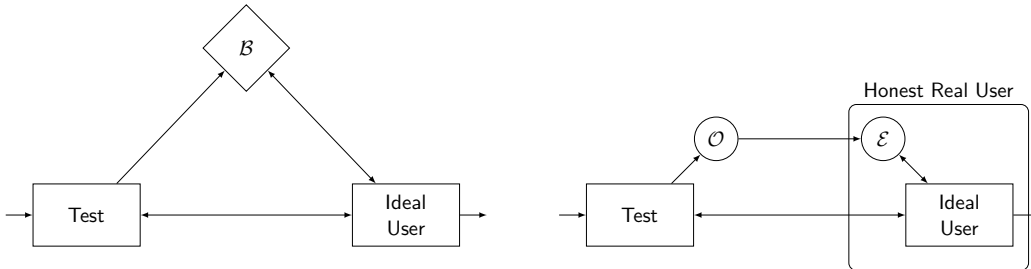 ℬ
Test
Ideal
User
Honest Real User
𝒪
ℰ
Test
Ideal
User